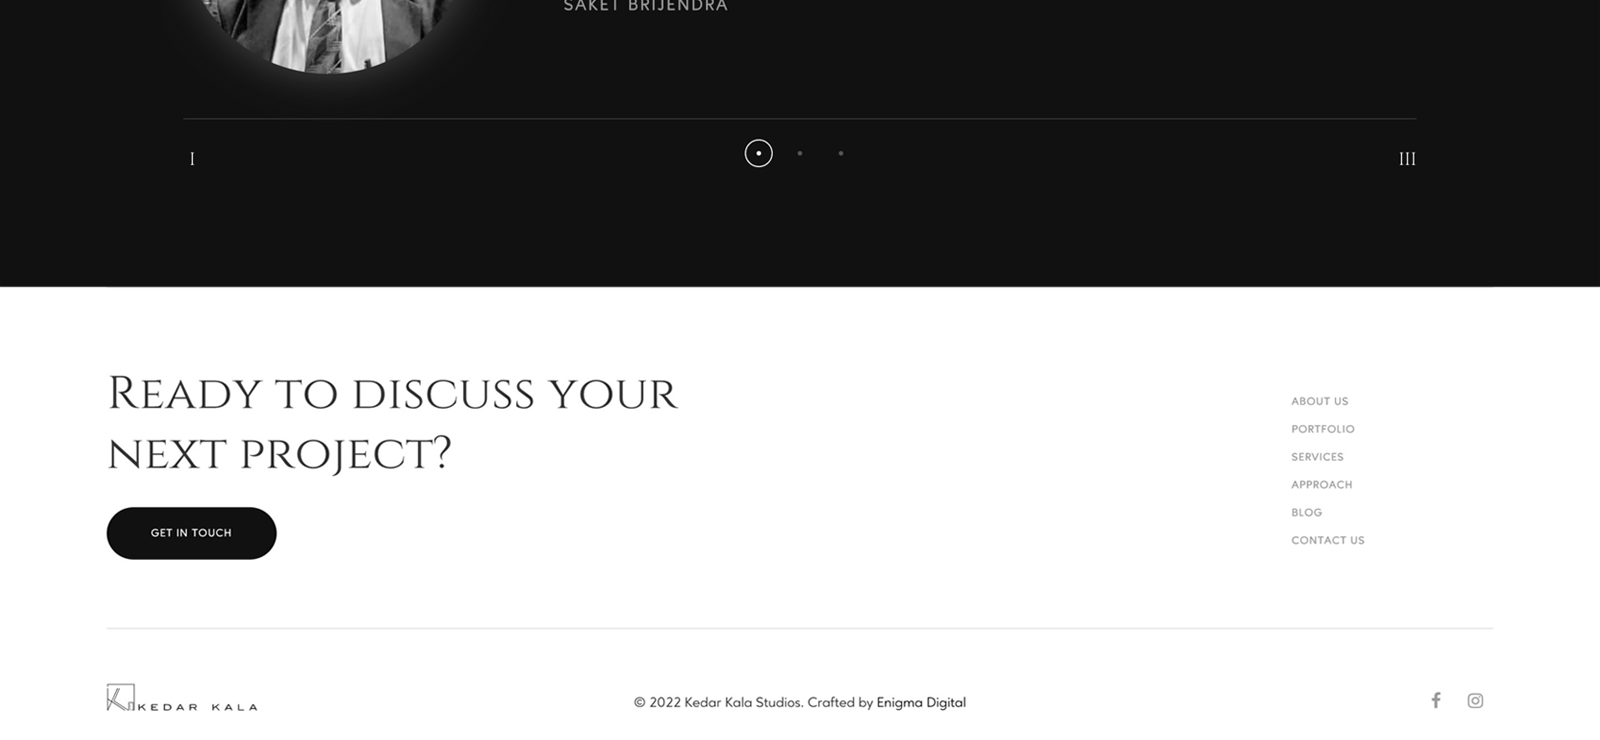 SAKET BRIJENDRA
I
III
READY TO DISCUSS YOUR
NEXT PROJECT?
GET IN TOUCH
ABOUT US
PORTFOLIO
SERVICES
APPROACH
BLOG
CONTACT US
KEDAR KALA
© 2022 Kedar Kala Studios. Crafted by Enigma Digital